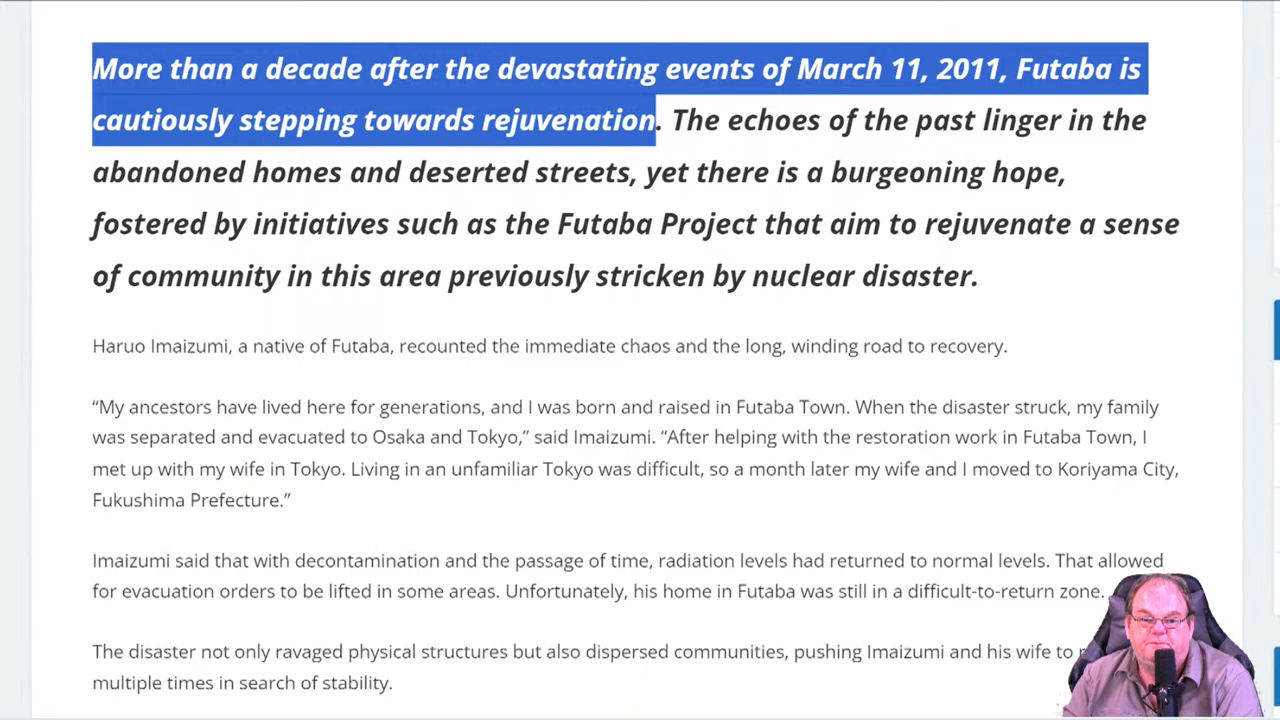 More than a decade after the devastating events of March 11, 2011, Futaba is
cautiously stepping towards rejuvenation. The echoes of the past linger in the
abandoned homes and deserted streets, yet there is a burgeoning hope,
fostered by initiatives such as the Futaba Project that aim to rejuvenate a sense
of community in this area previously stricken by nuclear disaster.
Haruo Imaizumi, a native of Futaba, recounted the immediate chaos and the long, winding road to recovery.
“My ancestors have lived here for generations, and I was born and raised in Futaba Town. When the disaster struck, my family
was separated and evacuated to Osaka and Tokyo,” said Imaizumi. “After helping with the restoration work in Futaba Town, I
met up with my wife in Tokyo. Living in an unfamiliar Tokyo was difficult, so a month later my wife and I moved to Koriyama City,
Fukushima Prefecture.”
Imaizumi said that with decontamination and the passage of time, radiation levels had returned to normal levels. That allowed
for evacuation orders to be lifted in some areas. Unfortunately, his home in Futaba was still in a difficult-to-return zone.
The disaster not only ravaged physical structures but also dispersed communities, pushing Imaizumi and his wife to
multiple times in search of stability.